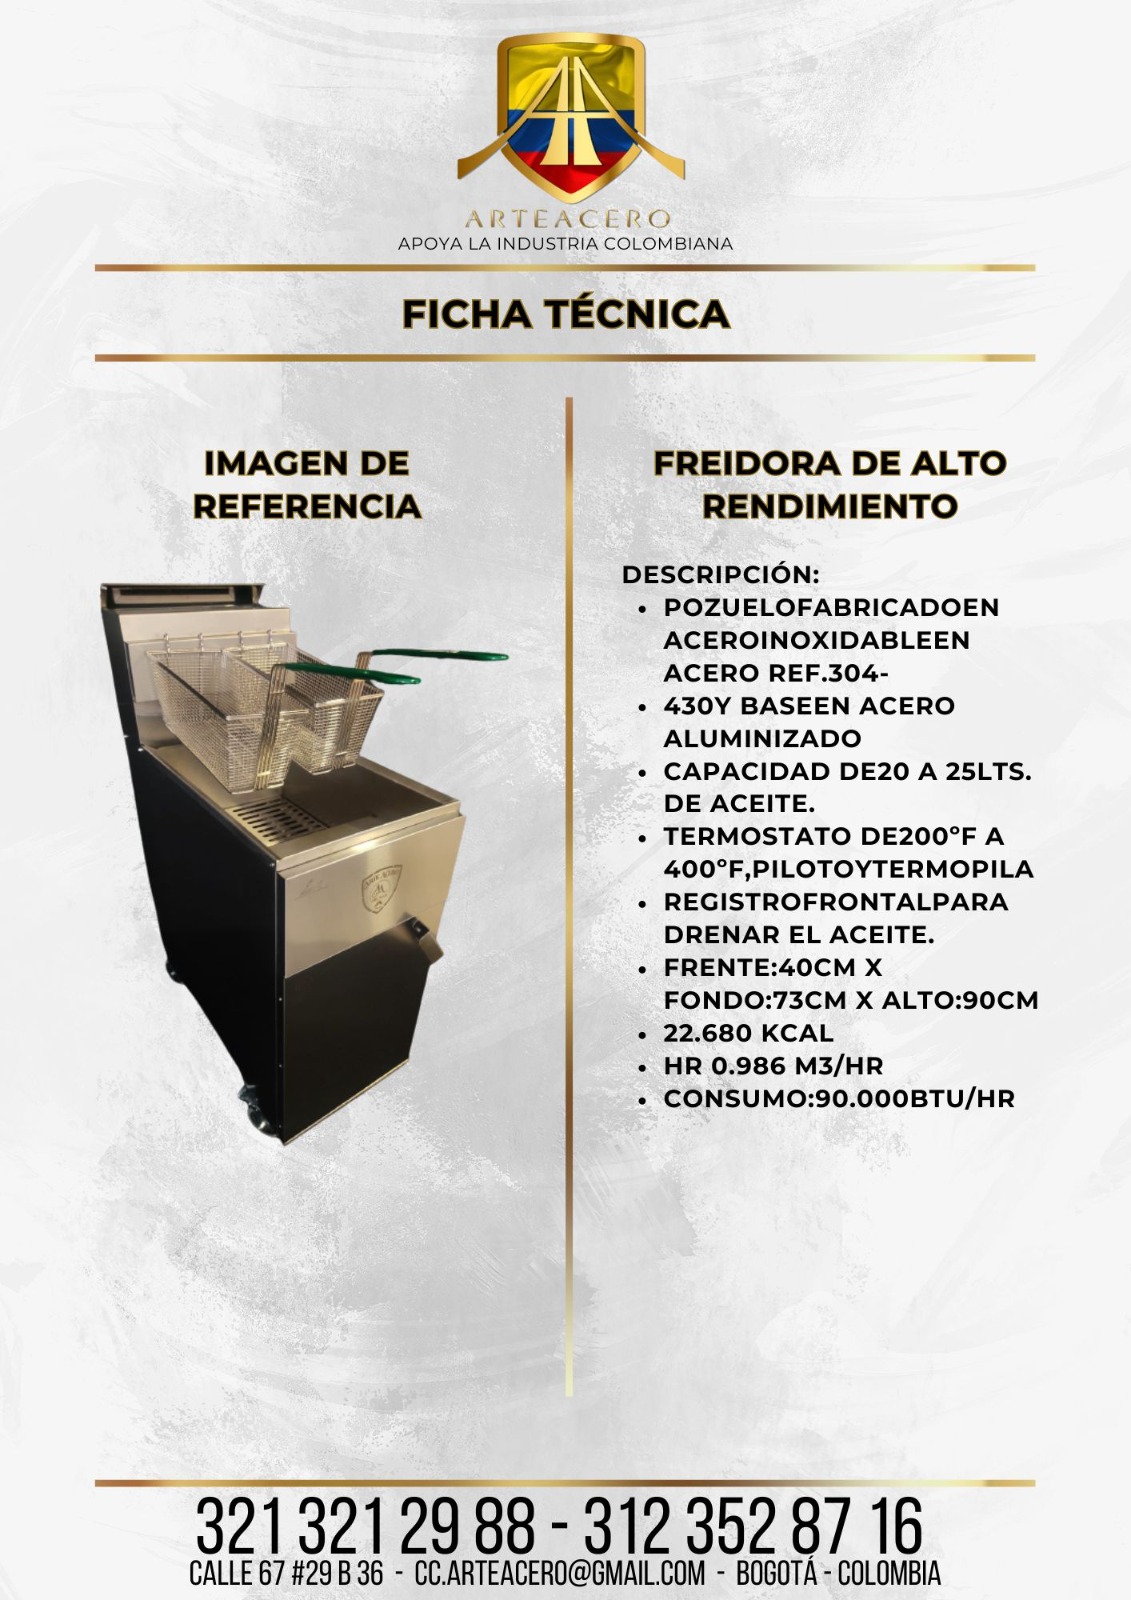 ARTEACERO
APOYA LA INDUSTRIA COLOMBIANA
FICHA TÉCNICA
IMAGEN DE
REFERENCIA
FREIDORA DE ALTO
RENDIMIENTO
DESCRIPCIÓN:
• POZUELOFABRICADOEN
ACEROINOXIDABLEEN
ACERO REF.304-
• 430Y BASEEN ACERO
ALUMINIZADO
• CAPACIDAD DE20 A 25LTS.
DE ACEITE.
• TERMOSTATO DE200°F A
400°F,PILOTOYTERMOPILA
• REGISTROFRONTALPARA
DRENAR EL ACEITE.
• FRENTE:40CM X
FONDO:73CM X ALTO:90CM
• 22.680 KCAL
• HR 0.986 M3/HR
• CONSUMO:90.000BTU/HR
321 321 29 88 - 312 352 87 16
CALLE 67 #29 B 36 - CC.ARTEACERO@GMAIL.COM - BOGOTÁ - COLOMBIA